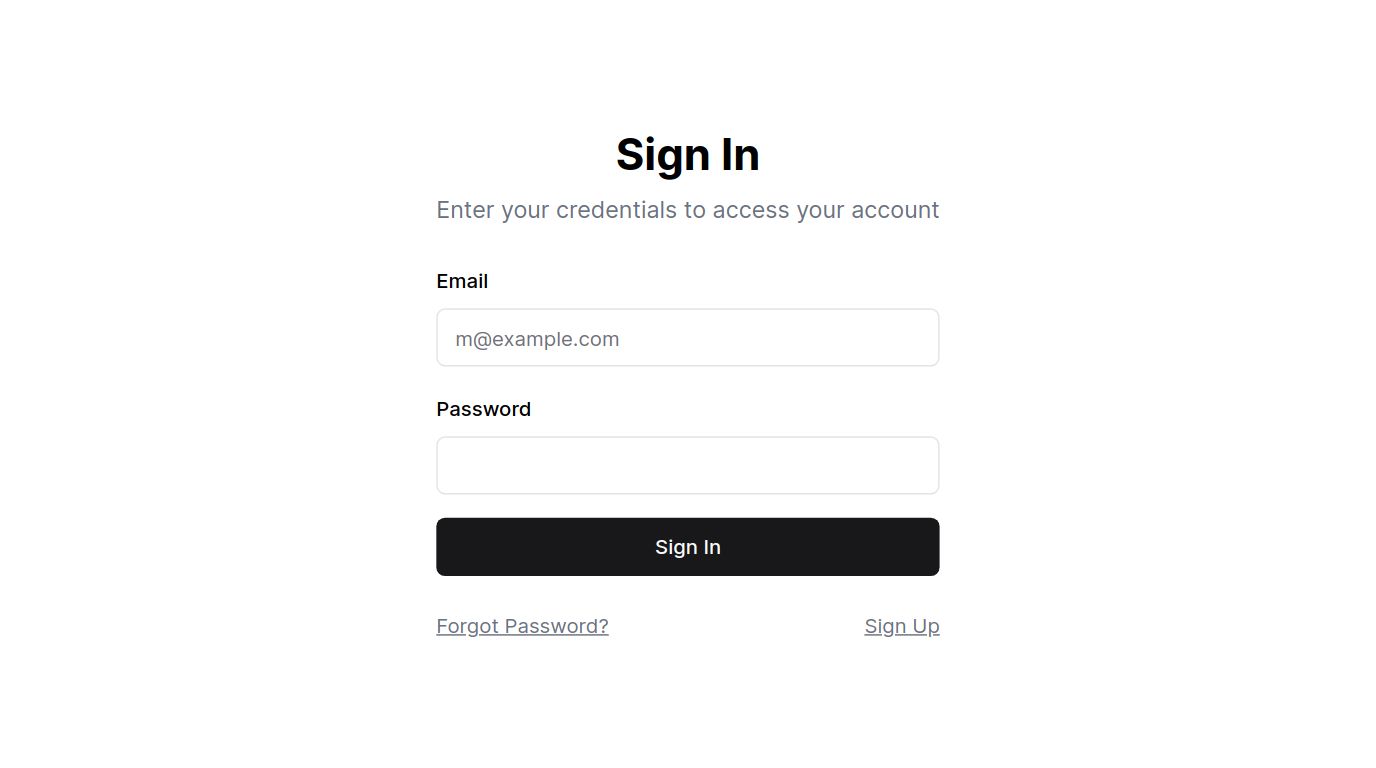 Sign In
Enter your credentials to access your account
Email
m@example.com
Password
Sign In
Forgot Password? Sign Up